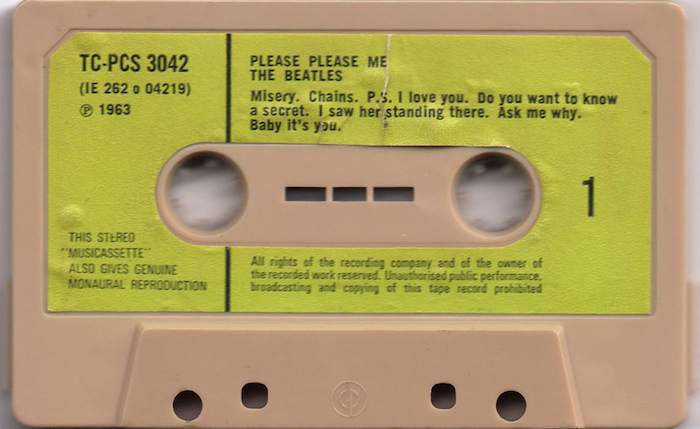 TC-PCS 3042
(IE 262 o 04219)
℗ 1963
PLEASE PLEASE ME
THE BEATLES
Misery. Chains. P.S. I love you. Do you want to know
a secret. I saw her standing there. Ask me why.
Baby it's you.
1
THIS STEREO
"MUSICASSETTE"
ALSO GIVES GENUINE
MONAURAL REPRODUCTION
All rights of the recording company and of the owner of
the recorded work reserved. Unauthorised public performance,
broadcasting and copying of this tape record prohibited